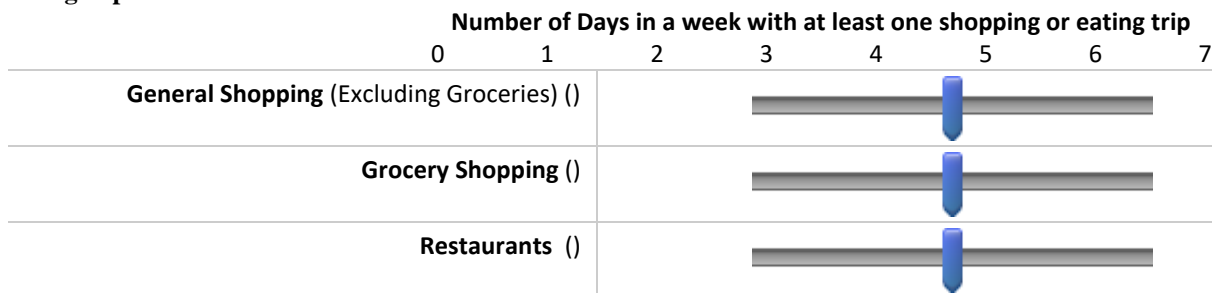 Number of Days in a week with at least one shopping or eating trip
0 1 2 3 4 5 6 7
General Shopping (Excluding Groceries) ()
Grocery Shopping ()
Restaurants ()